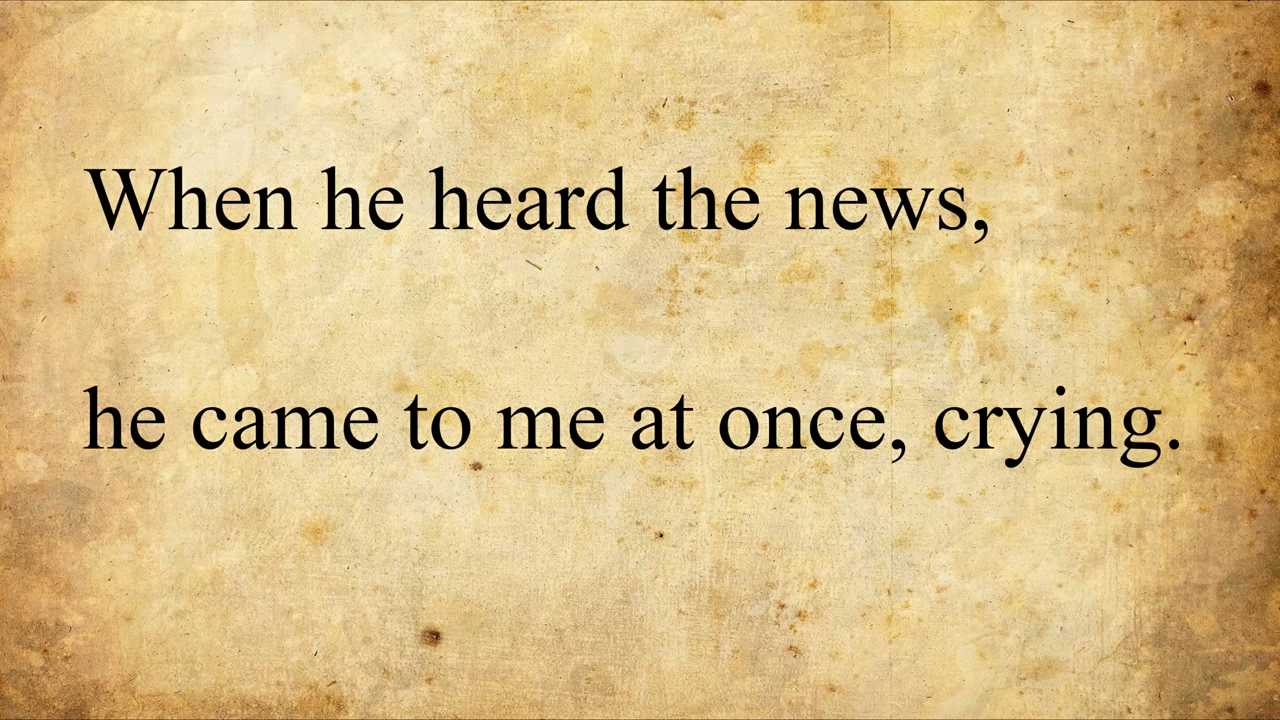 When he heard the news,
he came to me at once, crying.